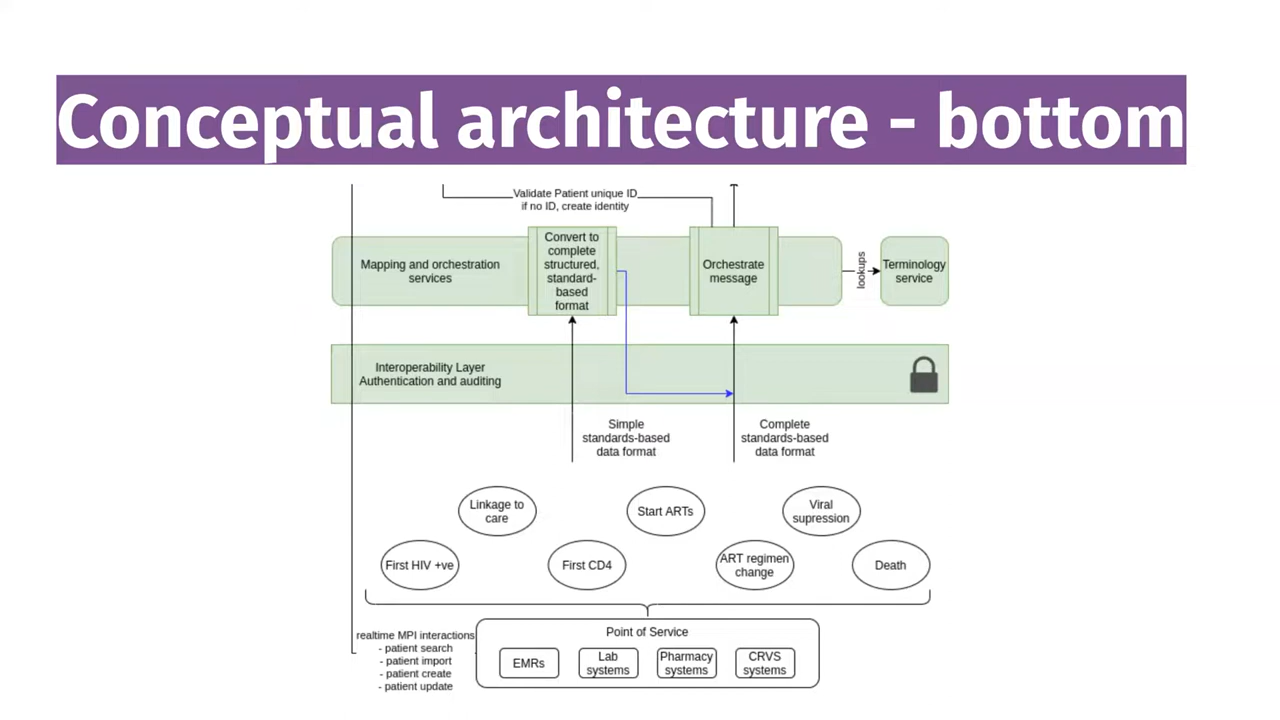 Conceptual architecture - bottom
Validate Patient unique ID
if no ID, create identity
Mapping and orchestration
services
Convert to
complete
structured,
standard-
based
format
Orchestrate
message
lookups
Terminology
service
Interoperability Layer
Authentication and auditing
Simple
standards-based
data format
Complete
standards-based
data format
Linkage to
care
Start ARTs
Viral
supression
First HIV +ve
First CD4
ART regimen
change
Death
realtime MPI interactions
- patient search
- patient import
- patient create
- patient update
Point of Service
EMRs
Lab
systems
Pharmacy
systems
CRVS
systems